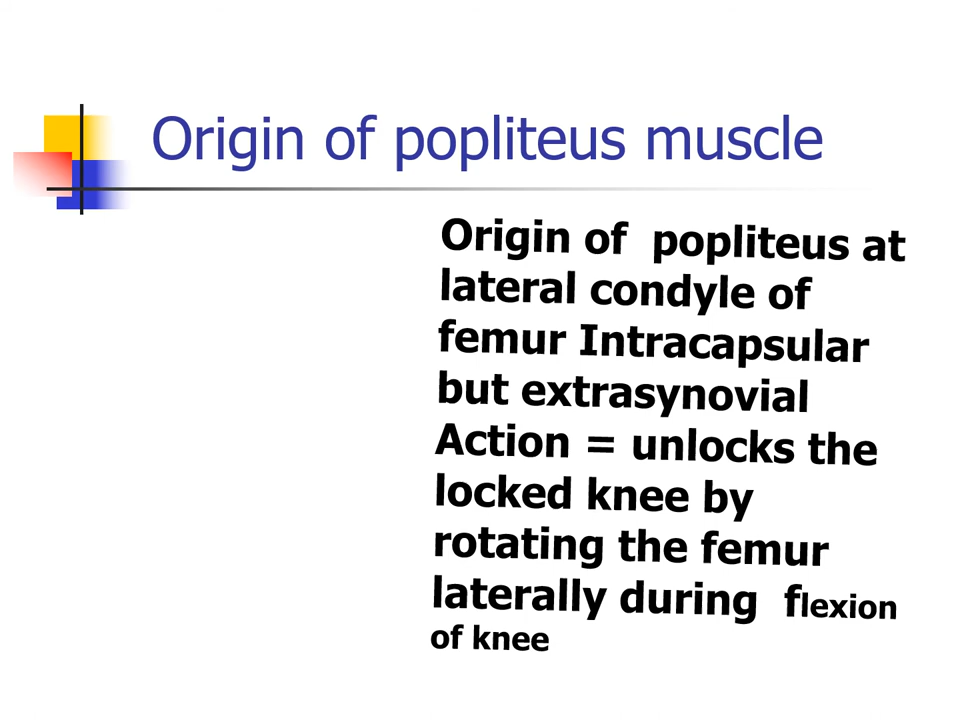 Origin of popliteus muscle
Origin of  popliteus at
lateral condyle of
femur Intracapsular
but extrasynovial
Action = unlocks the
locked knee by
rotating the femur
laterally during  flexion
of knee